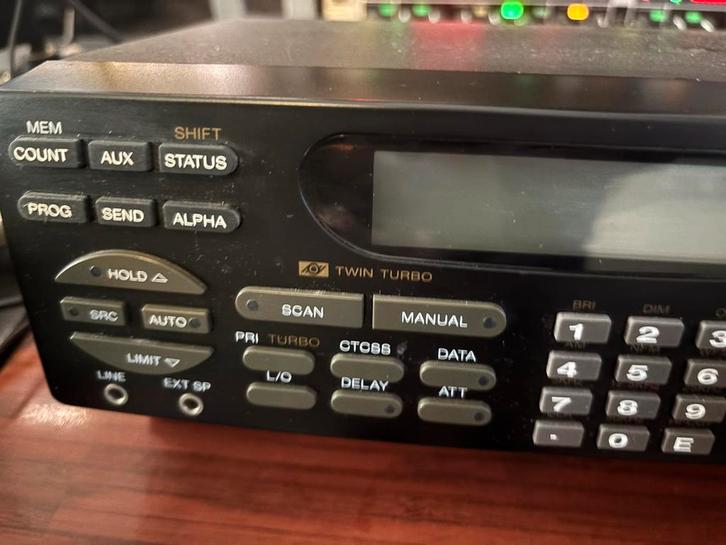 MEM
COUNT AUX
SHIFT
STATUS
PROG SEND ALPHA
HOLD
SRC AUTO
LIMIT
LINE EXT SP
TWIN TURBO
SCAN MANUAL
PRI TURBO CTCSS DATA
L/O DELAY ATT
BRI DIM
1 2 3
4 5 6
7 8 9
. 0 E